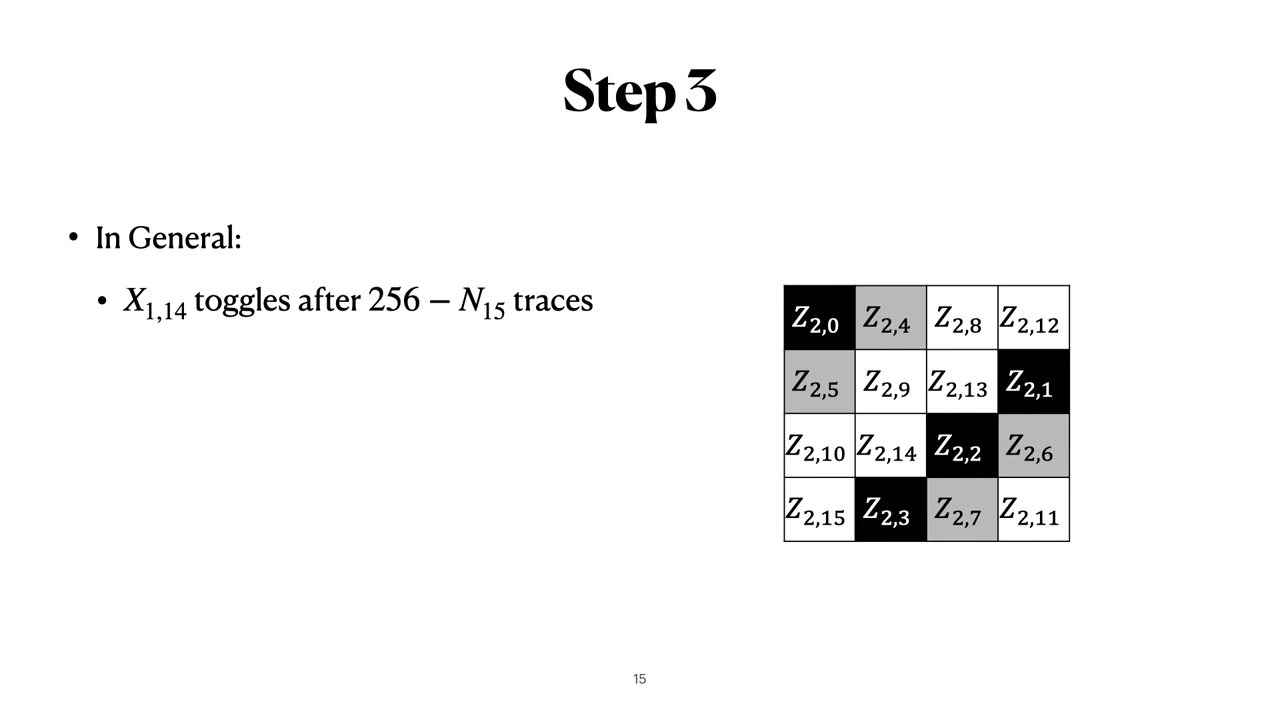 Step 3
• In General:
• X₁,₁₄ toggles after 256 − N₁₅ traces
Z₂,₀ Z₂,₄ Z₂,₈ Z₂,₁₂
Z₂,₅ Z₂,₉ Z₂,₁₃ Z₂,₁
Z₂,₁₀ Z₂,₁₄ Z₂,₂ Z₂,₆
Z₂,₁₅ Z₂,₃ Z₂,₇ Z₂,₁₁
15